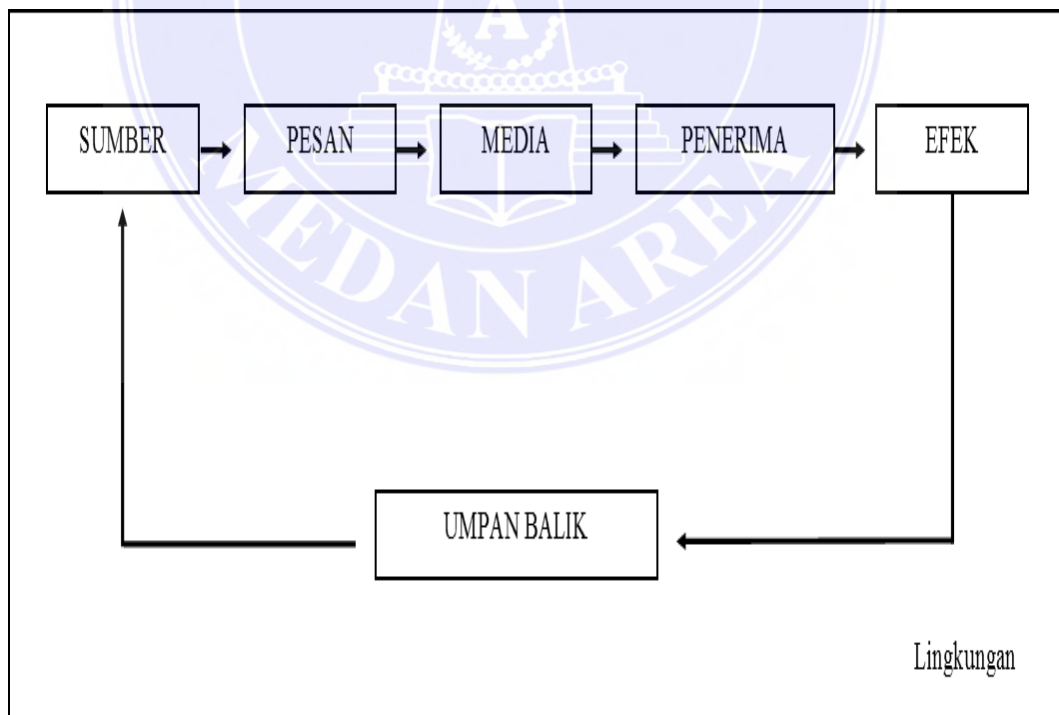 A
SUMBER
PESAN
MEDIA
PENERIMA
EFEK
MEDAN AREA
UMPAN BALIK
Lingkungan